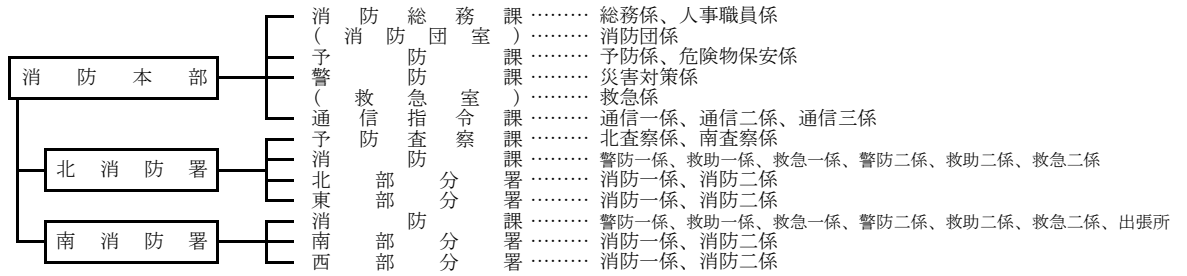 消防総務課………総務係、人事職員係
(消防団室)………消防団係
予防課………予防係、危険物保安係
消防本部 警防課………災害対策係
(救急室)………救急係
通信指令課………通信一係、通信二係、通信三係
予防査察課………北査察係、南査察係
消防課………警防一係、救助一係、救急一係、警防二係、救助二係、救急二係
北消防署
北部分署………消防一係、消防二係
東部分署………消防一係、消防二係
消防課………警防一係、救助一係、救急一係、警防二係、救助二係、救急二係、出張所
南消防署 南部分署………消防一係、消防二係
西部分署………消防一係、消防二係